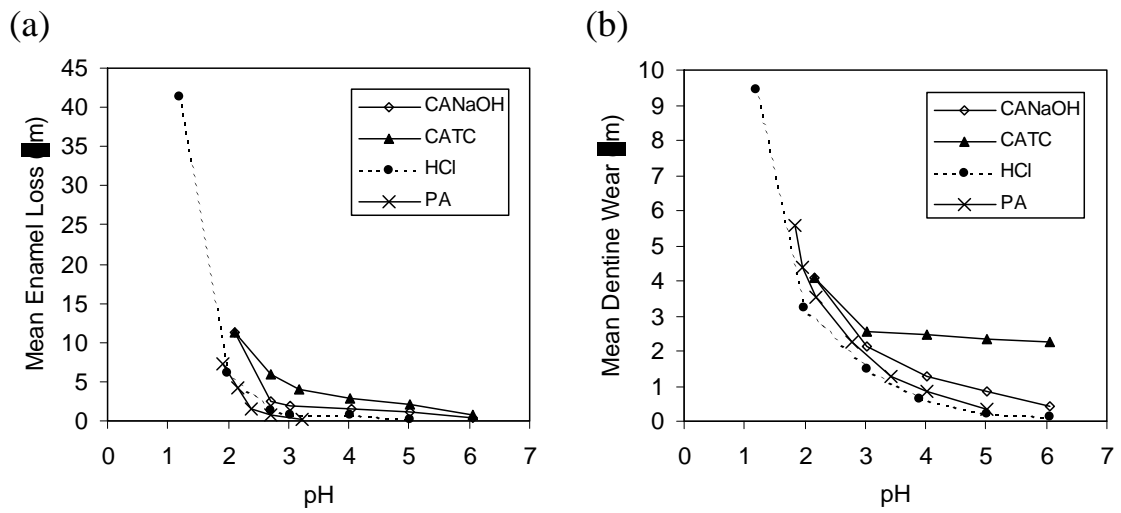 (a)
45
40
35
30
25
20
15
10
5
0
Mean Enamel Loss
m)
0 1 2 3 4 5 6 7
pH
CANaOH
CATC
HCl
PA
(b)
10
9
8
7
6
5
4
3
2
1
0
Mean Dentine Wear
m)
0 1 2 3 4 5 6 7
pH
CANaOH
CATC
HCl
PA